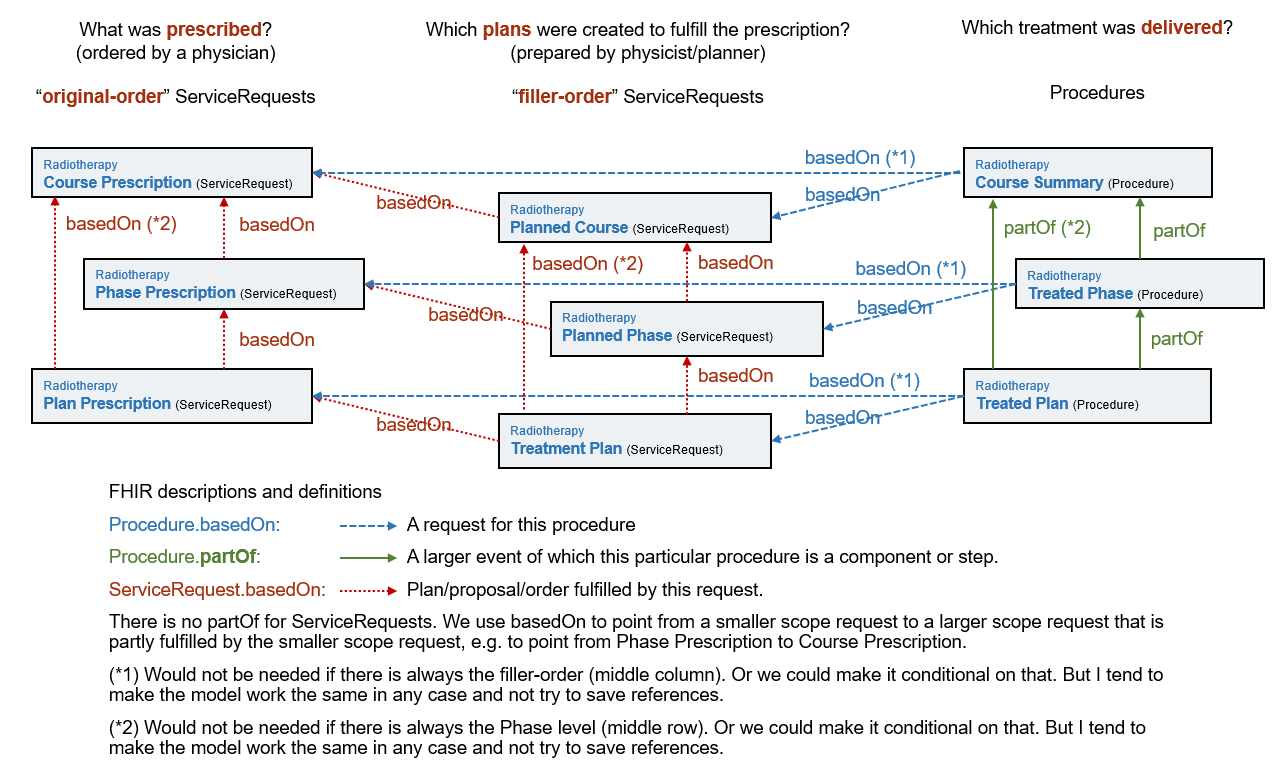 What was prescribed?
(ordered by a physician)
Which plans were created to fulfill the prescription?
(prepared by physicist/planner)
Which treatment was delivered?
“original-order” ServiceRequests
“filler-order” ServiceRequests
Procedures
Radiotherapy
Course Prescription (ServiceRequest)
basedOn (*1)
Radiotherapy
Course Summary (Procedure)
basedOn
basedOn
Radiotherapy
Planned Course (ServiceRequest)
basedOn (*2)
basedOn
partOf (*2)
partOf
basedOn (*2)
basedOn
Radiotherapy
Phase Prescription (ServiceRequest)
basedOn (*1)
Radiotherapy
Treated Phase (Procedure)
basedOn
basedOn
Radiotherapy
Planned Phase (ServiceRequest)
basedOn
partOf
basedOn
Radiotherapy
Plan Prescription (ServiceRequest)
basedOn (*1)
Radiotherapy
Treated Plan (Procedure)
basedOn
basedOn
Radiotherapy
Treatment Plan (ServiceRequest)
FHIR descriptions and definitions
Procedure.basedOn: A request for this procedure
Procedure.partOf: A larger event of which this particular procedure is a component or step.
ServiceRequest.basedOn: Plan/proposal/order fulfilled by this request.
There is no partOf for ServiceRequests. We use basedOn to point from a smaller scope request to a larger scope request that is
partly fulfilled by the smaller scope request, e.g. to point from Phase Prescription to Course Prescription.
(*1) Would not be needed if there is always the filler-order (middle column). Or we could make it conditional on that. But I tend to
make the model work the same in any case and not try to save references.
(*2) Would not be needed if there is always the Phase level (middle row). Or we could make it conditional on that. But I tend to
make the model work the same in any case and not try to save references.